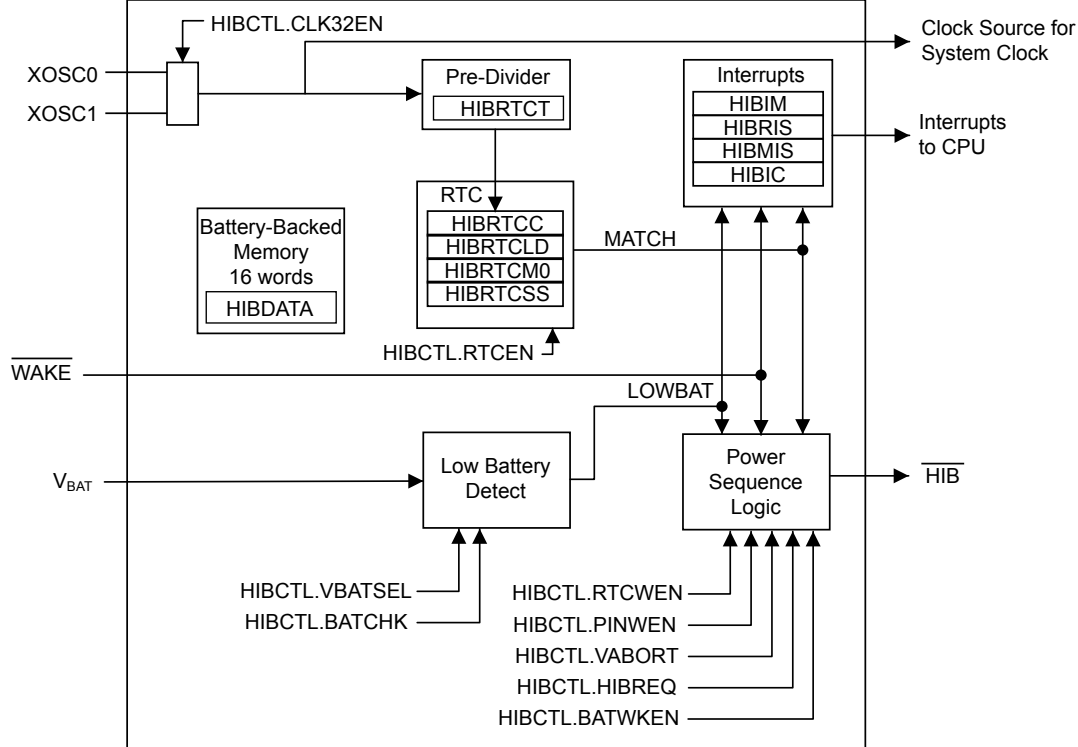 HIBCTL.CLK32EN
Clock Source for
System Clock
XOSC0
XOSC1
Pre-Divider
HIBRTCT
Interrupts
HIBIM
HIBRIS
HIBMIS
HIBIC
Interrupts
to CPU
RTC
HIBRTCC
HIBRTCLD
HIBRTCM0
HIBRTCSS
MATCH
Battery-Backed
Memory
16 words
HIBDATA
HIBCTL.RTCEN
WAKE
LOWBAT
VBAT
Low Battery
Detect
Power
Sequence
Logic
HIB
HIBCTL.VBATSEL
HIBCTL.BATCHK
HIBCTL.RTCWEN
HIBCTL.PINWEN
HIBCTL.VABORT
HIBCTL.HIBREQ
HIBCTL.BATWKEN